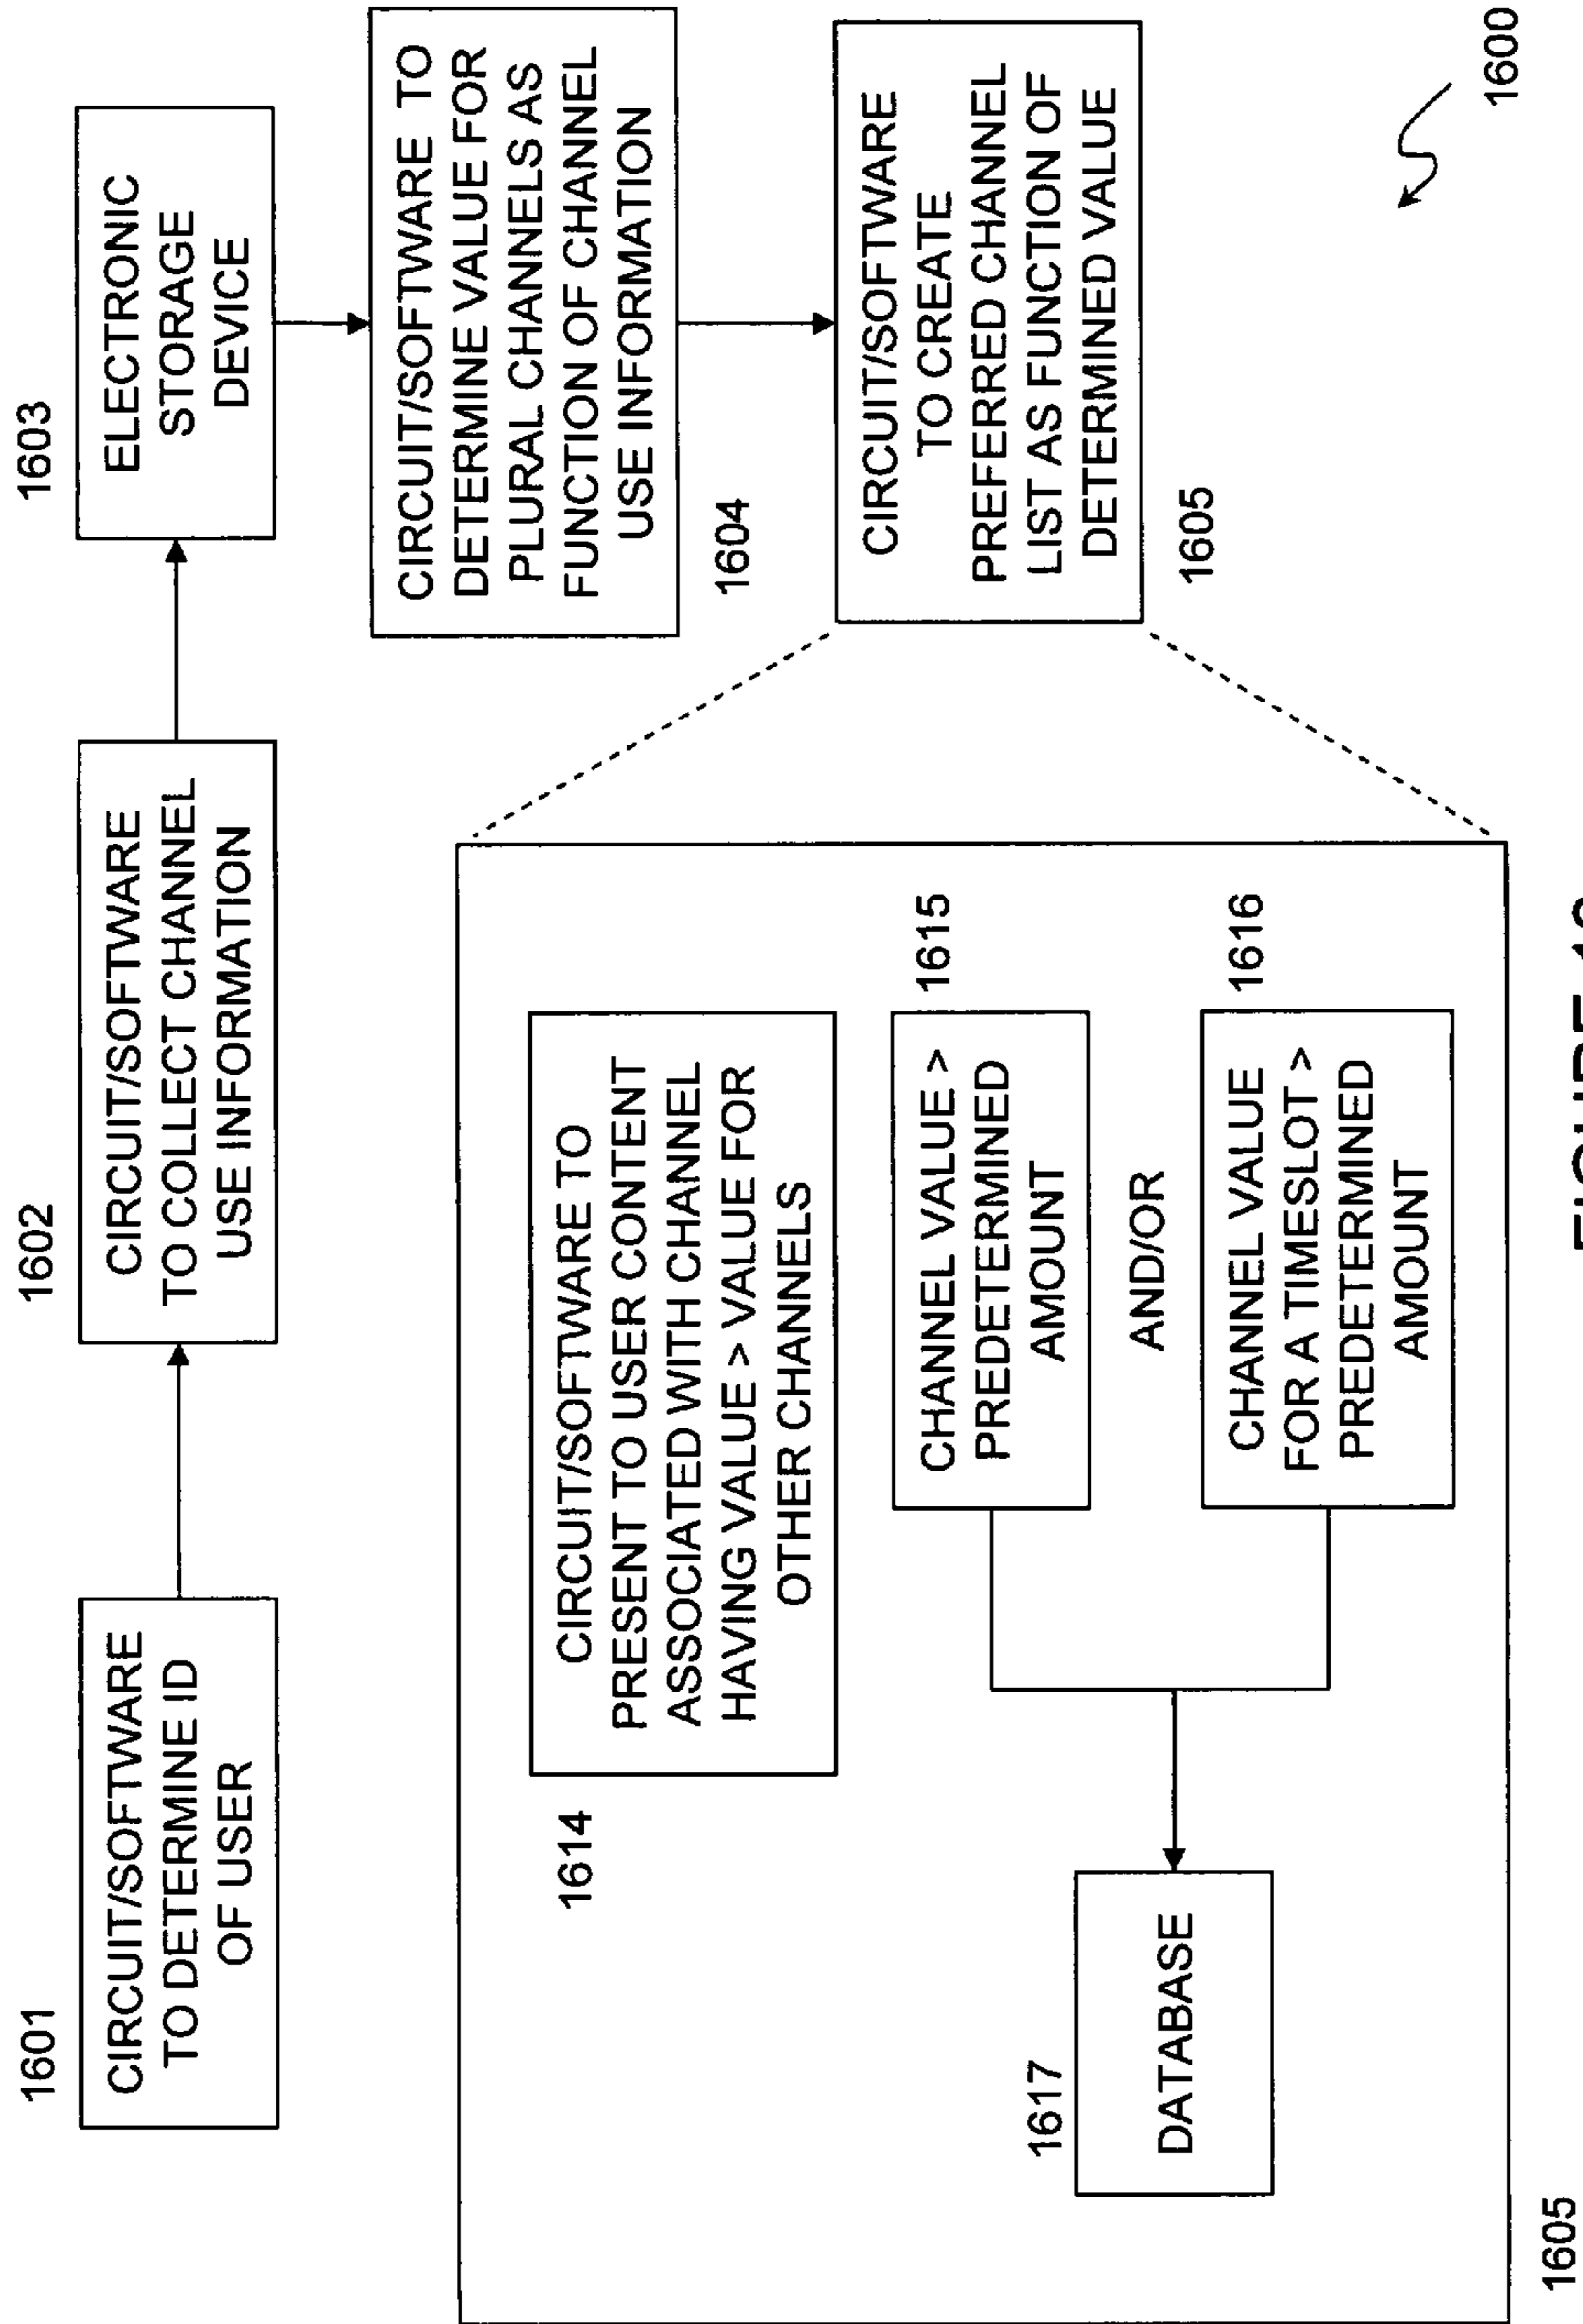 1601
CIRCUIT/SOFTWARE
TO DETERMINE ID
OF USER
1602
CIRCUIT/SOFTWARE
TO COLLECT CHANNEL
USE INFORMATION
1603
ELECTRONIC
STORAGE
DEVICE
CIRCUIT/SOFTWARE TO
DETERMINE VALUE FOR
PLURAL CHANNELS AS
FUNCTION OF CHANNEL
USE INFORMATION
1604
CIRCUIT/SOFTWARE
TO CREATE
PREFERRED CHANNEL
LIST AS FUNCTION OF
DETERMINED VALUE
1605
1614
CIRCUIT/SOFTWARE TO
PRESENT TO USER CONTENT
ASSOCIATED WITH CHANNEL
HAVING VALUE > VALUE FOR
OTHER CHANNELS
1615
CHANNEL VALUE >
PREDETERMINED
AMOUNT
AND/OR
1616
CHANNEL VALUE
FOR A TIMESLOT >
PREDETERMINED
AMOUNT
1617
DATABASE
1605
1600
FIGURE